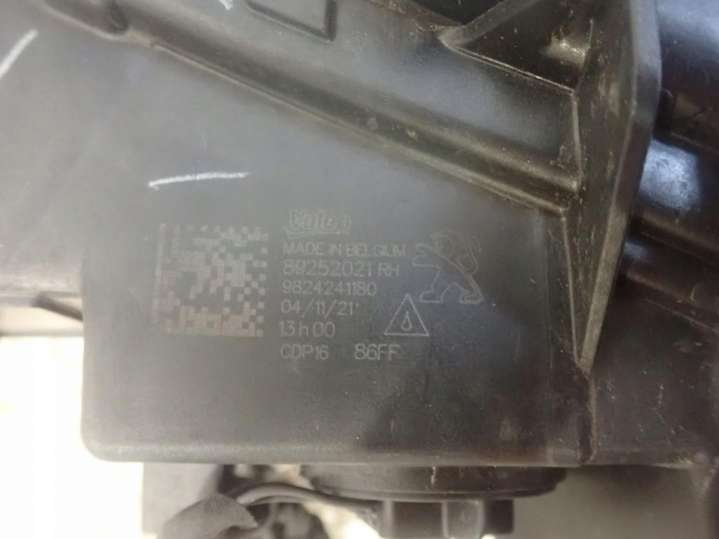 Valeo
MADE IN BELGIUM
89252021 RH
9824241180
04/11/21
13h00
CDP16 86FF